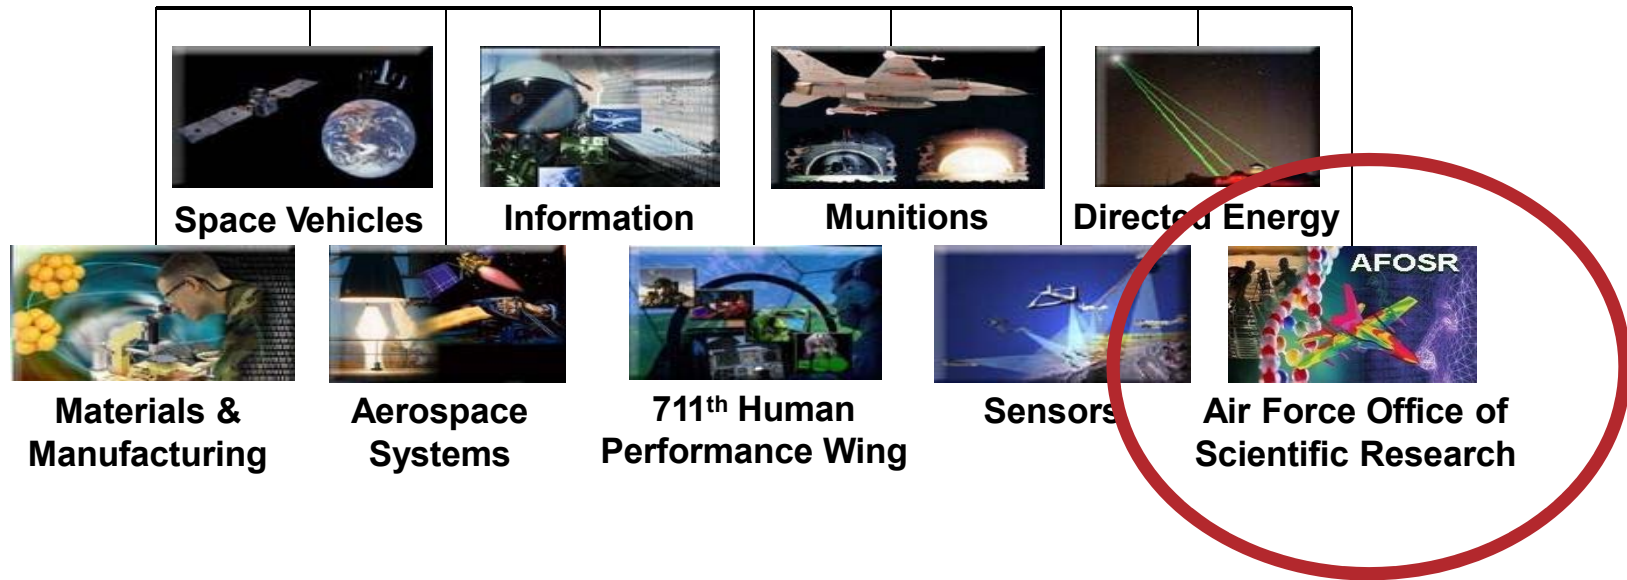 Space Vehicles
Information
Munitions
Directed Energy
AFOSR
Materials &
Manufacturing
Aerospace
Systems
711th Human
Performance Wing
Sensors
Air Force Office of
Scientific Research